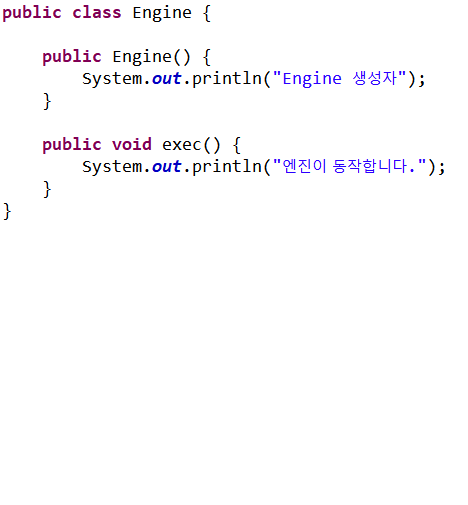 public class Engine {
public Engine() {
System.out.println("Engine 생성자");
}
public void exec() {
System.out.println("엔진이 동작합니다.");
}
}